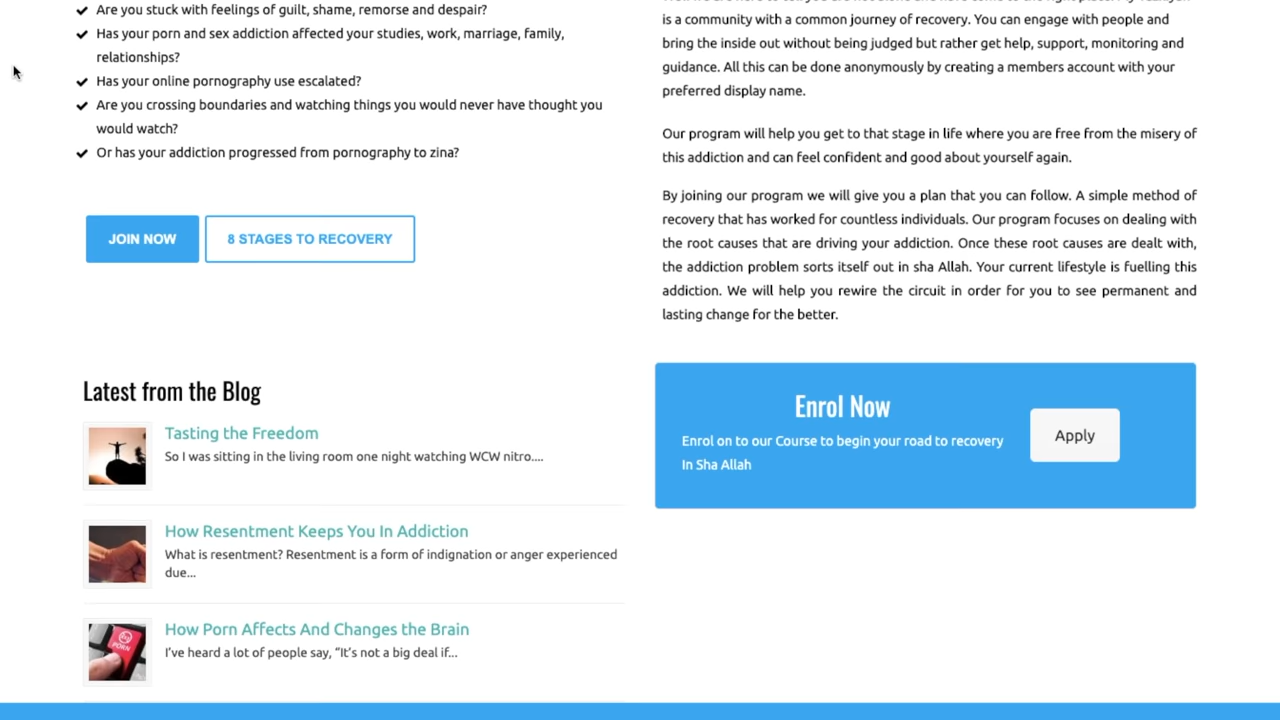 Are you stuck with feelings of guilt, shame, remorse and despair?
Has your porn and sex addiction affected your studies, work, marriage, family,
relationships?
Has your online pornography use escalated?
Are you crossing boundaries and watching things you would never have thought you
would watch?
Or has your addiction progressed from pornography to zina?
JOIN NOW
8 STAGES TO RECOVERY
is a community with a common journey of recovery. You can engage with people and
bring the inside out without being judged but rather get help, support, monitoring and
guidance. All this can be done anonymously by creating a members account with your
preferred display name.
Our program will help you get to that stage in life where you are free from the misery of
this addiction and can feel confident and good about yourself again.
By joining our program we will give you a plan that you can follow. A simple method of
recovery that has worked for countless individuals. Our program focuses on dealing with
the root causes that are driving your addiction. Once these root causes are dealt with,
the addiction problem sorts itself out in sha Allah. Your current lifestyle is fuelling this
addiction. We will help you rewire the circuit in order for you to see permanent and
lasting change for the better.
Latest from the Blog
Tasting the Freedom
So I was sitting in the living room one night watching WCW nitro....
How Resentment Keeps You In Addiction
What is resentment? Resentment is a form of indignation or anger experienced
due...
How Porn Affects And Changes the Brain
I've heard a lot of people say, “It's not a big deal if...
PORN
Enrol Now
Enrol on to our Course to begin your road to recovery
In Sha Allah
Apply